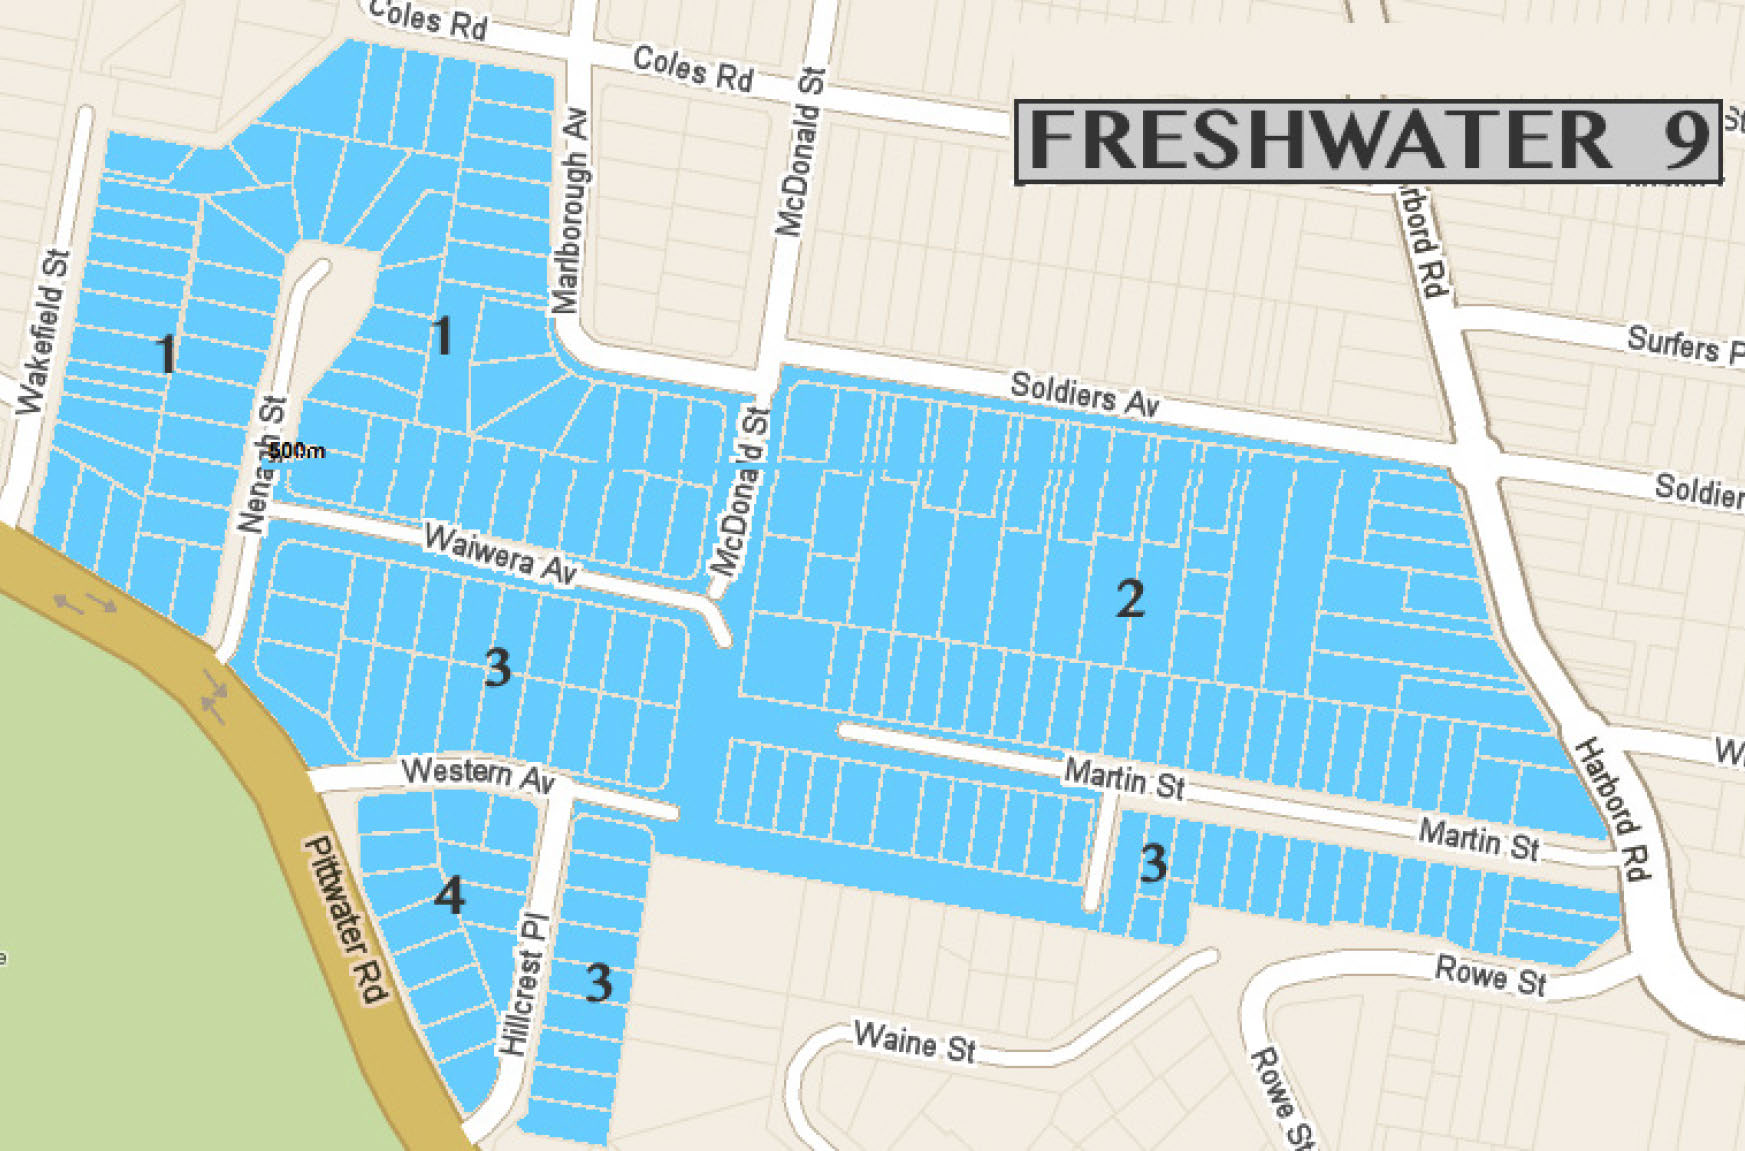 Coles Rd
Coles Rd
McDonald St
Marlborough Av
FRESHWATER 9
St
rbord Rd
Wakefield St
1
1
Surfers P
Soldiers Av
Soldier
McDonald St
Nenagh St
500m
Waiwera Av
2
3
Western Av
Martin St
Martin St
Harbord Rd
W
Pittwater Rd
4
3
3
Hillcrest Pl
Rowe St
Waine St
Rowe St
e